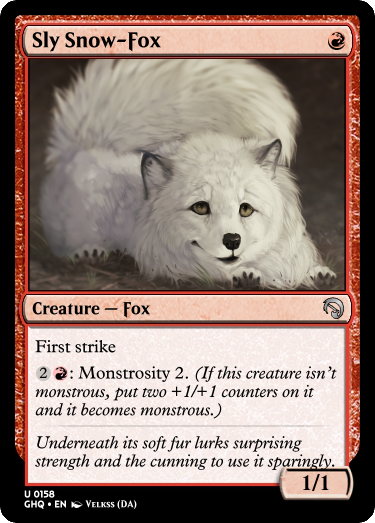 Sly Snow-Fox
Creature — Fox
First strike
2 : Monstrosity 2. (If this creature isn't
monstrous, put two +1/+1 counters on it
and it becomes monstrous.)
Underneath its soft fur lurks surprising
strength and the cunning to use it sparingly.
1/1
U 0158
GHQ • EN Velkss (DA)